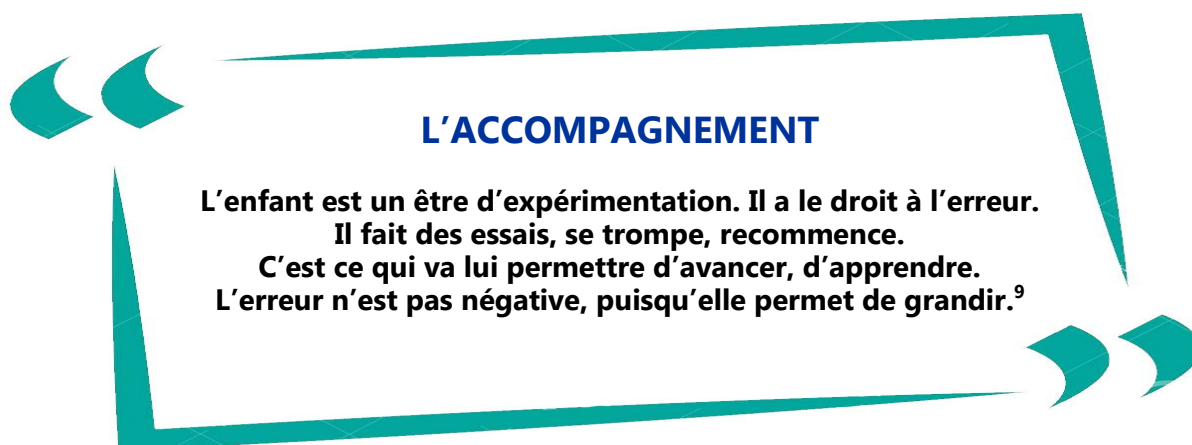 L’ACCOMPAGNEMENT
L’enfant est un être d’expérimentation. Il a le droit à l’erreur.
Il fait des essais, se trompe, recommence.
C’est ce qui va lui permettre d’avancer, d’apprendre.
L’erreur n’est pas négative, puisqu’elle permet de grandir.⁹